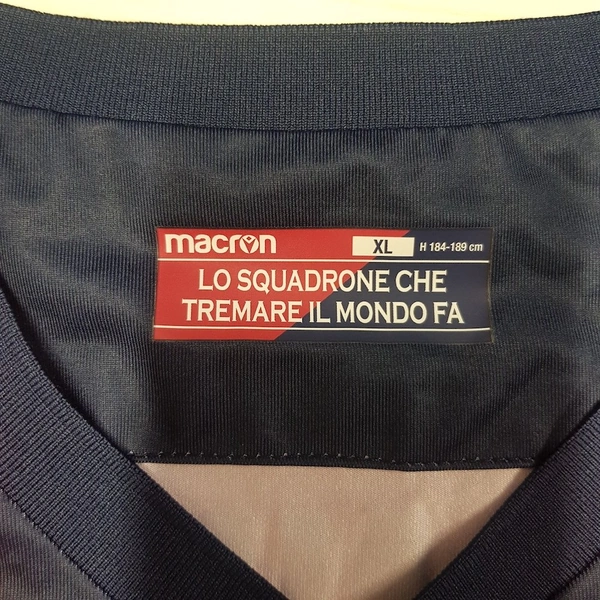 macron XL H 184-189 cm
LO SQUADRONE CHE
TREMARE IL MONDO FA